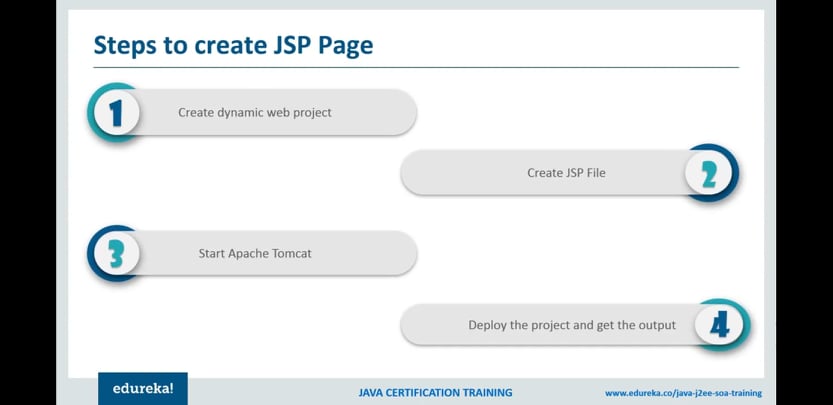 Steps to create JSP Page
1
Create dynamic web project
Create JSP File
2
3
Start Apache Tomcat
Deploy the project and get the output
4
edureka!
JAVA CERTIFICATION TRAINING
www.edureka.co/java-j2ee-soa-training